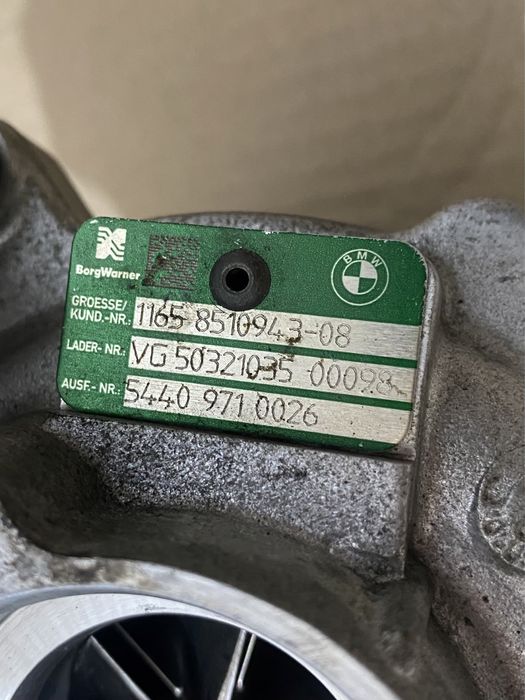 BorgWarner
BMW
GROESSE/
KUND.-NR.: 1165 8510943-08
LADER-NR.: VG 50321035 00098
AUSF.- NR.: 5440 971 0026